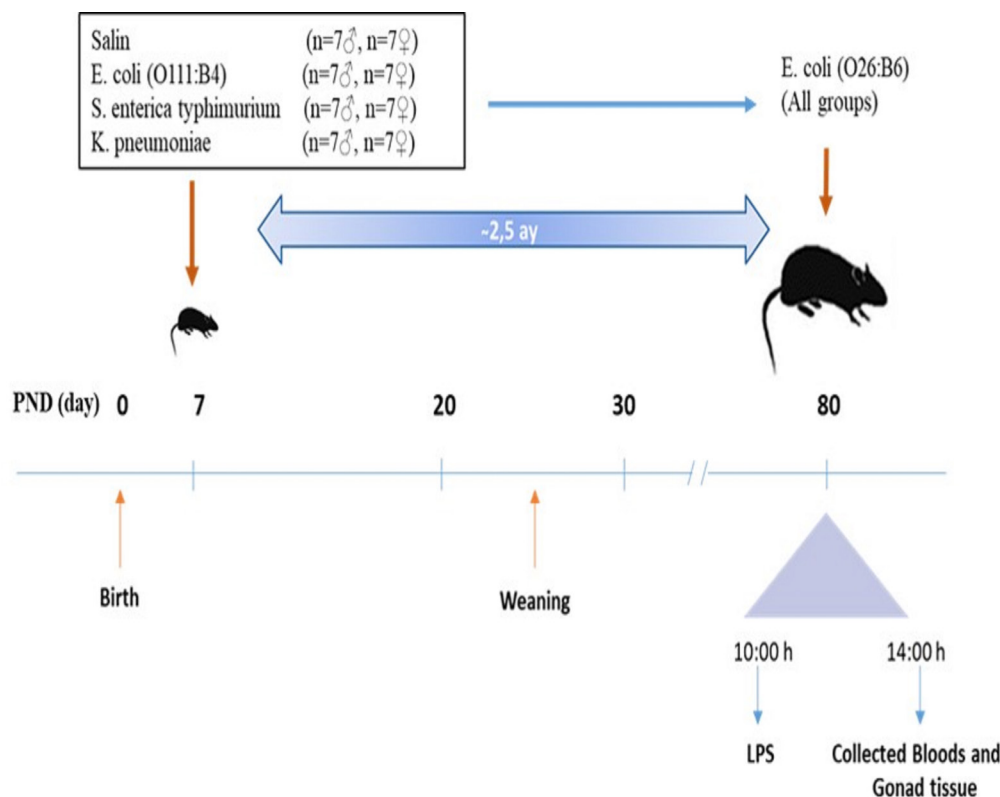 Salin (n=7♂, n=7♀)
E. coli (O111:B4) (n=7♂, n=7♀)
S. enterica typhimurium (n=7♂, n=7♀)
K. pneumoniae (n=7♂, n=7♀)
E. coli (O26:B6)
(All groups)
~2,5 ay
PND (day) 0 7 20 30 80
Birth
Weaning
10:00 h 14:00 h
LPS
Collected Bloods and
Gonad tissue